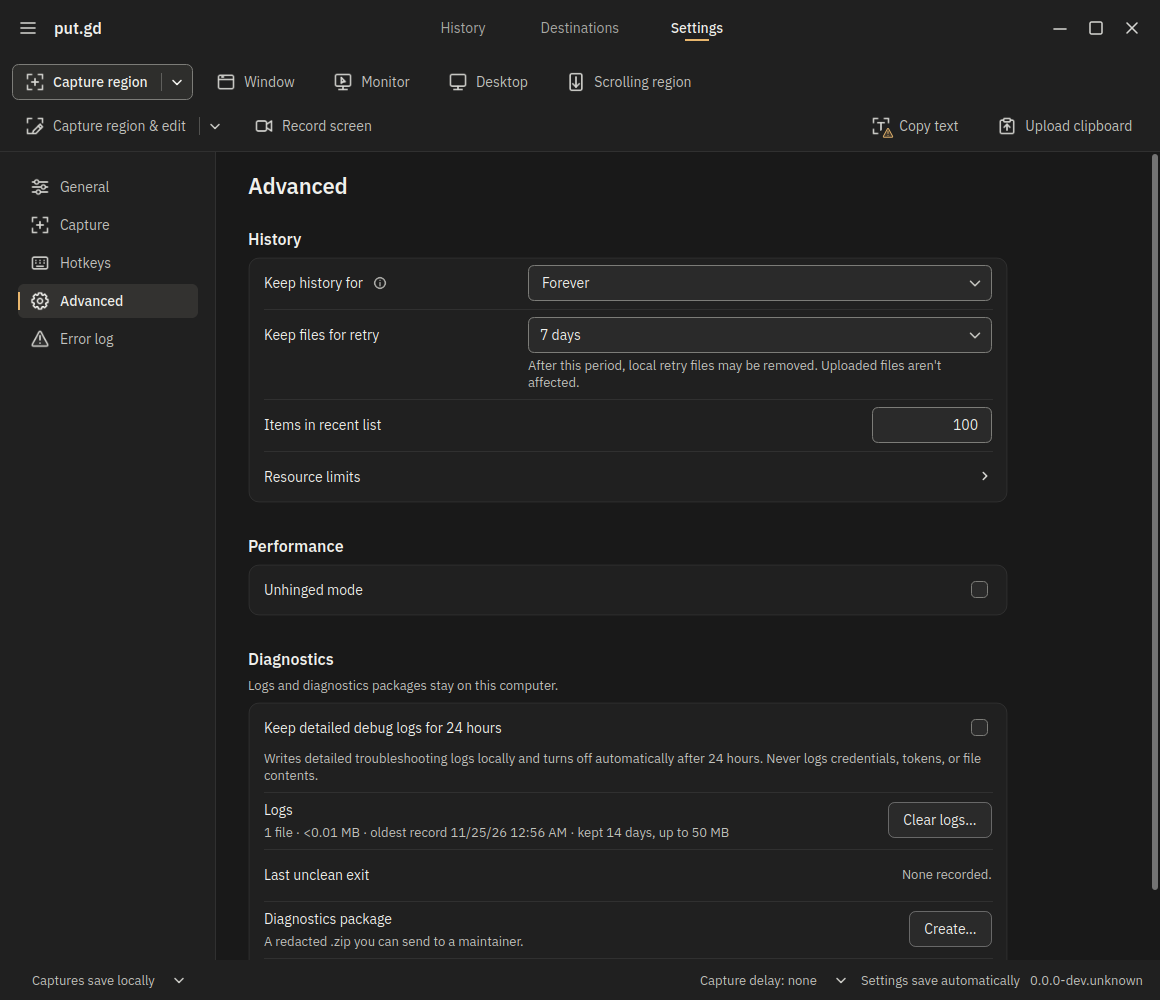 put.gd
History
Destinations
Settings
Capture region
Window
Monitor
Desktop
Scrolling region
Capture region & edit
Record screen
Copy text
Upload clipboard
General
Capture
Hotkeys
Advanced
Error log
Advanced
History
Keep history for
Forever
Keep files for retry
7 days
After this period, local retry files may be removed. Uploaded files aren't
affected.
Items in recent list
100
Resource limits
Performance
Unhinged mode
Diagnostics
Logs and diagnostics packages stay on this computer.
Keep detailed debug logs for 24 hours
Writes detailed troubleshooting logs locally and turns off automatically after 24 hours. Never logs credentials, tokens, or file
contents.
Logs
1 file · <0.01 MB · oldest record 11/25/26 12:56 AM · kept 14 days, up to 50 MB
Clear logs...
Last unclean exit
None recorded.
Diagnostics package
A redacted .zip you can send to a maintainer.
Create...
Captures save locally
Capture delay: none
Settings save automatically
0.0.0-dev.unknown